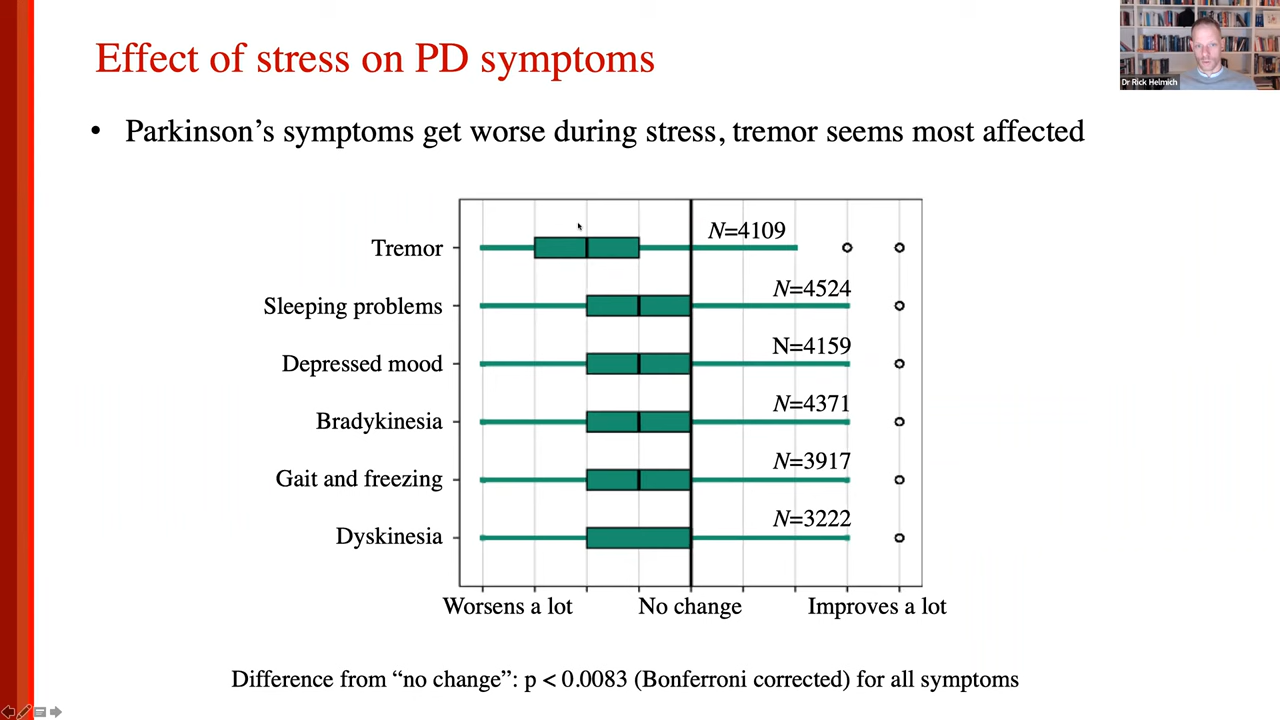 Effect of stress on PD symptoms
Dr Rick Helmich
• Parkinson's symptoms get worse during stress, tremor seems most affected
Tremor
N=4109
Sleeping problems
N=4524
Depressed mood
N=4159
Bradykinesia
N=4371
Gait and freezing
N=3917
Dyskinesia
N=3222
Worsens a lot
No change
Improves a lot
Difference from “no change”: p < 0.0083 (Bonferroni corrected) for all symptoms